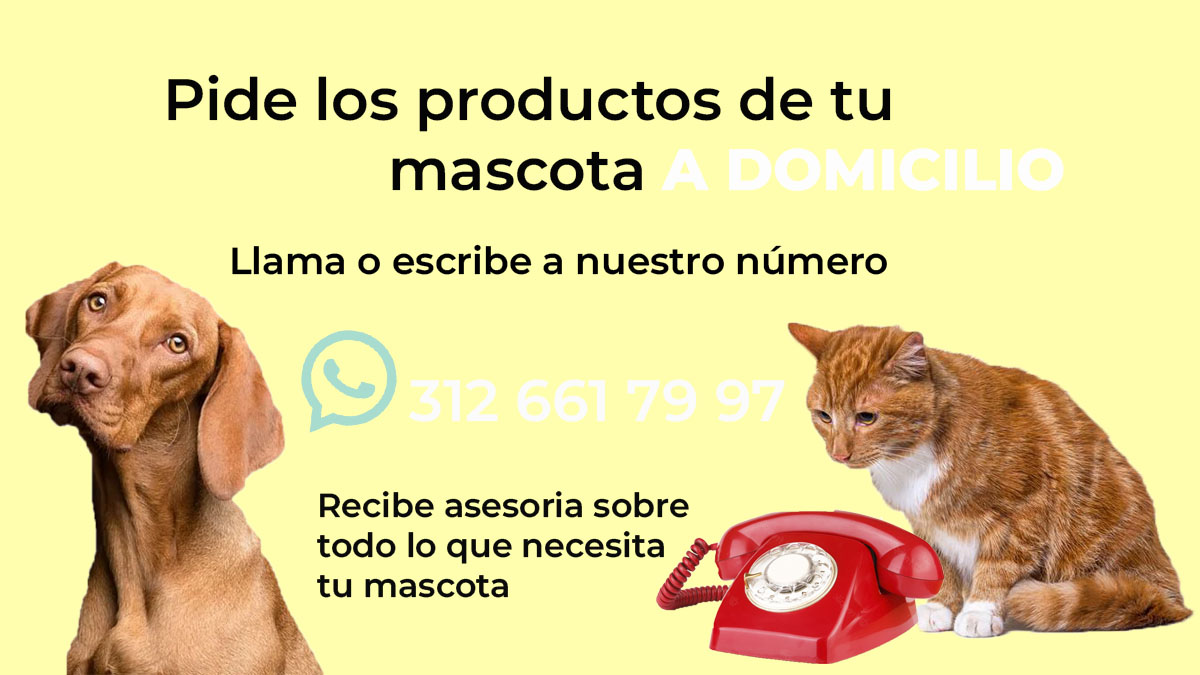 Pide los productos de tu
mascota A DOMICILIO
Llama o escribe a nuestro número
312 661 79 97
Recibe asesoria sobre
todo lo que necesita
tu mascota